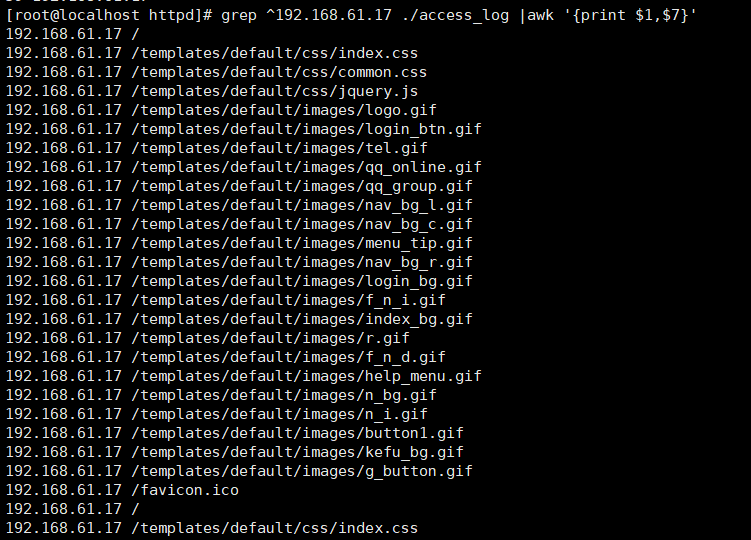 [root@localhost httpd]# grep ^192.168.61.17 ./access_log |awk '{print $1,$7}'
192.168.61.17 /
192.168.61.17 /templates/default/css/index.css
192.168.61.17 /templates/default/css/common.css
192.168.61.17 /templates/default/css/jquery.js
192.168.61.17 /templates/default/images/logo.gif
192.168.61.17 /templates/default/images/login_btn.gif
192.168.61.17 /templates/default/images/tel.gif
192.168.61.17 /templates/default/images/qq_online.gif
192.168.61.17 /templates/default/images/qq_group.gif
192.168.61.17 /templates/default/images/nav_bg_l.gif
192.168.61.17 /templates/default/images/nav_bg_c.gif
192.168.61.17 /templates/default/images/menu_tip.gif
192.168.61.17 /templates/default/images/nav_bg_r.gif
192.168.61.17 /templates/default/images/login_bg.gif
192.168.61.17 /templates/default/images/f_n_i.gif
192.168.61.17 /templates/default/images/index_bg.gif
192.168.61.17 /templates/default/images/r.gif
192.168.61.17 /templates/default/images/f_n_d.gif
192.168.61.17 /templates/default/images/help_menu.gif
192.168.61.17 /templates/default/images/n_bg.gif
192.168.61.17 /templates/default/images/n_i.gif
192.168.61.17 /templates/default/images/button1.gif
192.168.61.17 /templates/default/images/kefu_bg.gif
192.168.61.17 /templates/default/images/g_button.gif
192.168.61.17 /favicon.ico
192.168.61.17 /
192.168.61.17 /templates/default/css/index.css